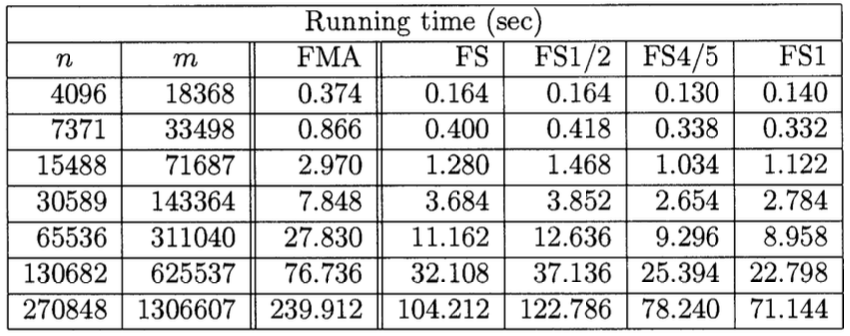 Running time (sec)
n m FMA FS FS1/2 FS4/5 FS1
4096 18368 0.374 0.164 0.164 0.130 0.140
7371 33498 0.866 0.400 0.418 0.338 0.332
15488 71687 2.970 1.280 1.468 1.034 1.122
30589 143364 7.848 3.684 3.852 2.654 2.784
65536 311040 27.830 11.162 12.636 9.296 8.958
130682 625537 76.736 32.108 37.136 25.394 22.798
270848 1306607 239.912 104.212 122.786 78.240 71.144